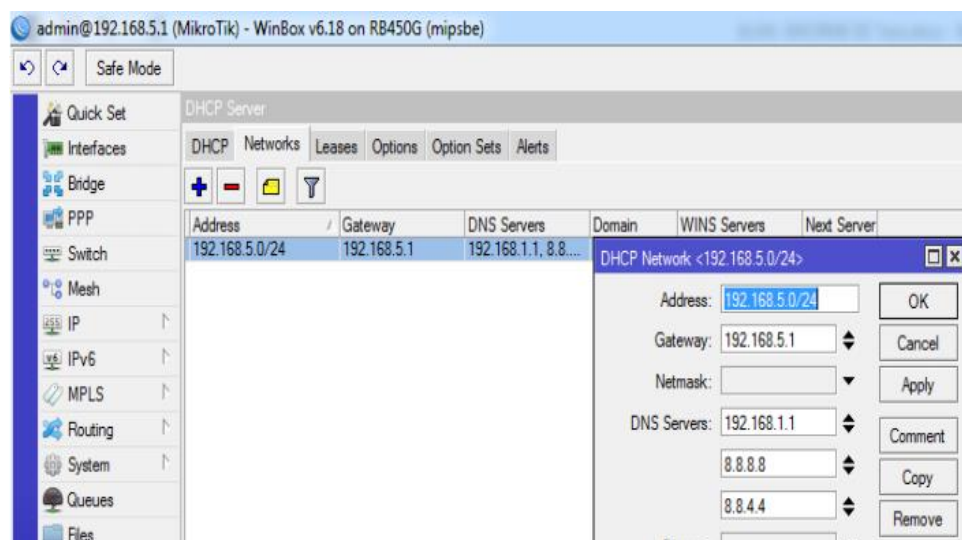 admin@192.168.5.1 (MikroTik) - WinBox v6.18 on RB450G (mipsbe)
Safe Mode
Quick Set
Interfaces
Bridge
PPP
Switch
Mesh
IP
IPv6
MPLS
Routing
System
Queues
Files
DHCP Server
DHCP Networks Leases Options Option Sets Alerts
Address Gateway DNS Servers Domain WINS Servers Next Server
192.168.5.0/24 192.168.5.1 192.168.1.1, 8.8....
DHCP Network <192.168.5.0/24>
Address: 192.168.5.0/24 OK
Gateway: 192.168.5.1 Cancel
Netmask: Apply
DNS Servers: 192.168.1.1 Comment
8.8.8.8 Copy
8.8.4.4 Remove